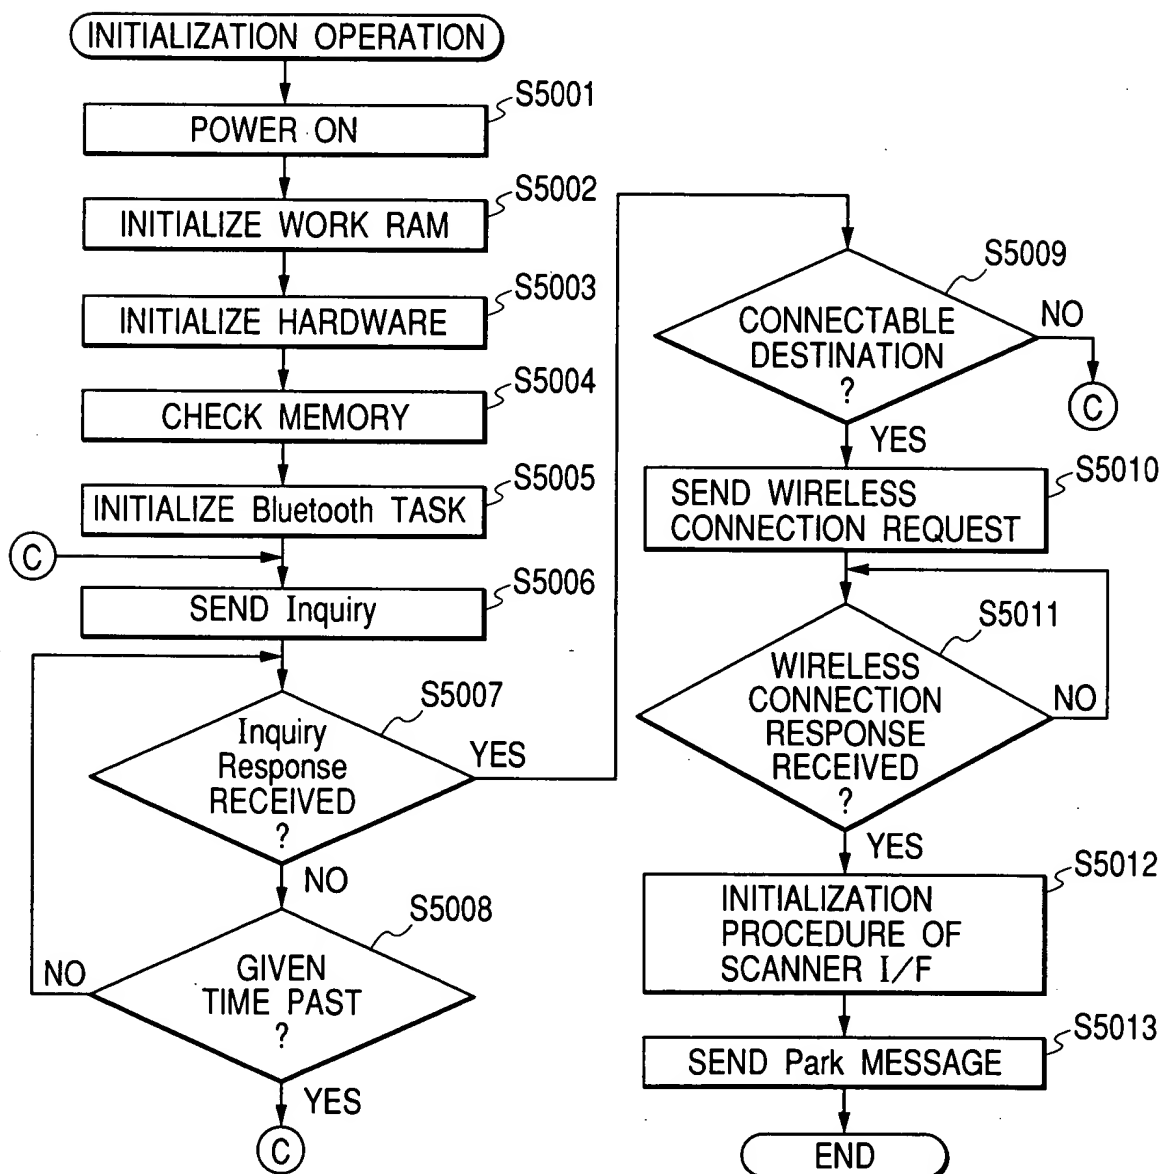 INITIALIZATION OPERATION
S5001
POWER ON
S5002
INITIALIZE WORK RAM
S5003
INITIALIZE HARDWARE
S5004
CHECK MEMORY
S5005
INITIALIZE Bluetooth TASK
C
S5006
SEND Inquiry
S5007
Inquiry
Response
RECEIVED
?
YES
NO
S5008
GIVEN
TIME PAST
?
NO
YES
C
S5009
CONNECTABLE
DESTINATION
?
NO
C
YES
S5010
SEND WIRELESS
CONNECTION REQUEST
S5011
WIRELESS
CONNECTION
RESPONSE
RECEIVED
?
NO
YES
S5012
INITIALIZATION
PROCEDURE OF
SCANNER I/F
S5013
SEND Park MESSAGE
END